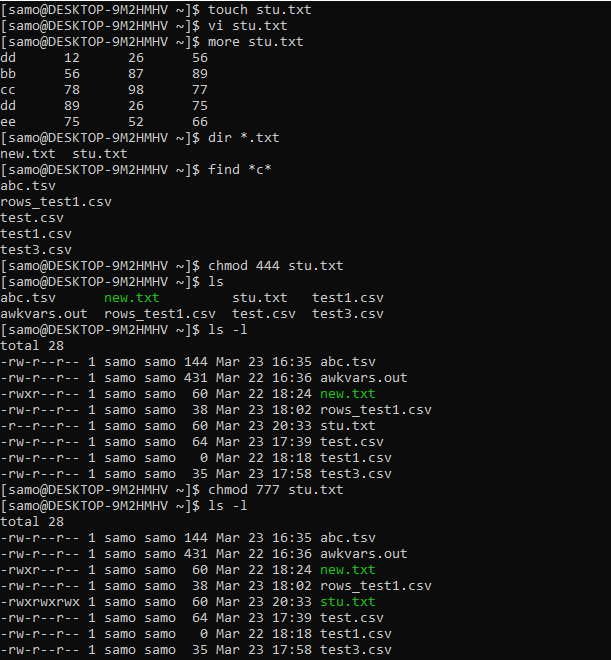 [samo@DESKTOP-9M2HMHV ~]$ touch stu.txt
[samo@DESKTOP-9M2HMHV ~]$ vi stu.txt
[samo@DESKTOP-9M2HMHV ~]$ more stu.txt
dd      12      26      56
bb      56      87      89
cc      78      98      77
dd      89      26      75
ee      75      52      66
[samo@DESKTOP-9M2HMHV ~]$ dir *.txt
new.txt  stu.txt
[samo@DESKTOP-9M2HMHV ~]$ find *c*
abc.tsv
rows_test1.csv
test.csv
test1.csv
test3.csv
[samo@DESKTOP-9M2HMHV ~]$ chmod 444 stu.txt
[samo@DESKTOP-9M2HMHV ~]$ ls
abc.tsv      new.txt         stu.txt   test1.csv
awkvars.out  rows_test1.csv  test.csv  test3.csv
[samo@DESKTOP-9M2HMHV ~]$ ls -l
total 28
-rw-r--r-- 1 samo samo 144 Mar 23 16:35 abc.tsv
-rw-r--r-- 1 samo samo 431 Mar 22 16:36 awkvars.out
-rwxr--r-- 1 samo samo  60 Mar 22 18:24 new.txt
-rw-r--r-- 1 samo samo  38 Mar 23 18:02 rows_test1.csv
-r--r--r-- 1 samo samo  60 Mar 23 20:33 stu.txt
-rw-r--r-- 1 samo samo  64 Mar 23 17:39 test.csv
-rw-r--r-- 1 samo samo   0 Mar 22 18:18 test1.csv
-rw-r--r-- 1 samo samo  35 Mar 23 17:58 test3.csv
[samo@DESKTOP-9M2HMHV ~]$ chmod 777 stu.txt
[samo@DESKTOP-9M2HMHV ~]$ ls -l
total 28
-rw-r--r-- 1 samo samo 144 Mar 23 16:35 abc.tsv
-rw-r--r-- 1 samo samo 431 Mar 22 16:36 awkvars.out
-rwxr--r-- 1 samo samo  60 Mar 22 18:24 new.txt
-rw-r--r-- 1 samo samo  38 Mar 23 18:02 rows_test1.csv
-rwxrwxrwx 1 samo samo  60 Mar 23 20:33 stu.txt
-rw-r--r-- 1 samo samo  64 Mar 23 17:39 test.csv
-rw-r--r-- 1 samo samo   0 Mar 22 18:18 test1.csv
-rw-r--r-- 1 samo samo  35 Mar 23 17:58 test3.csv